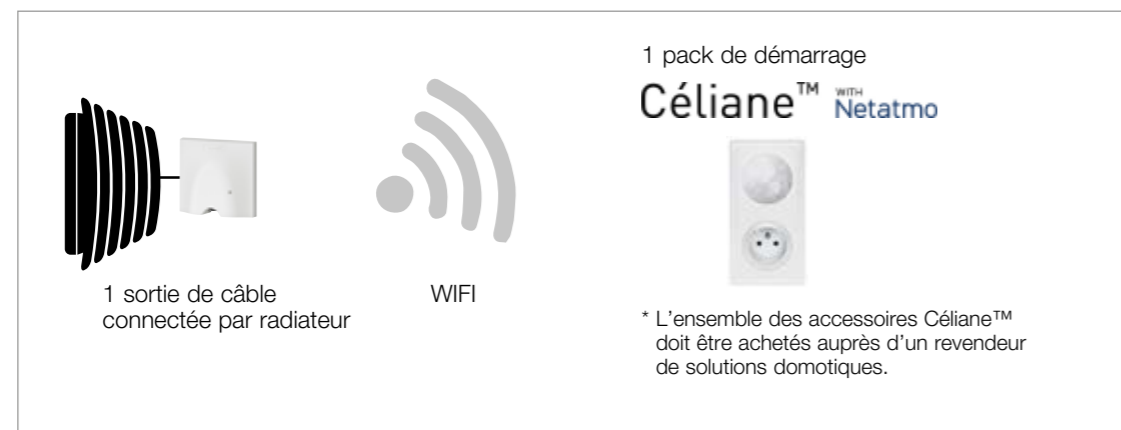 1 pack de démarrage
Céliane™ WITH Netatmo
1 sortie de câble
connectée par radiateur
WIFI
* L'ensemble des accessoires Céliane™
doit être achetés auprès d'un revendeur
de solutions domotiques.